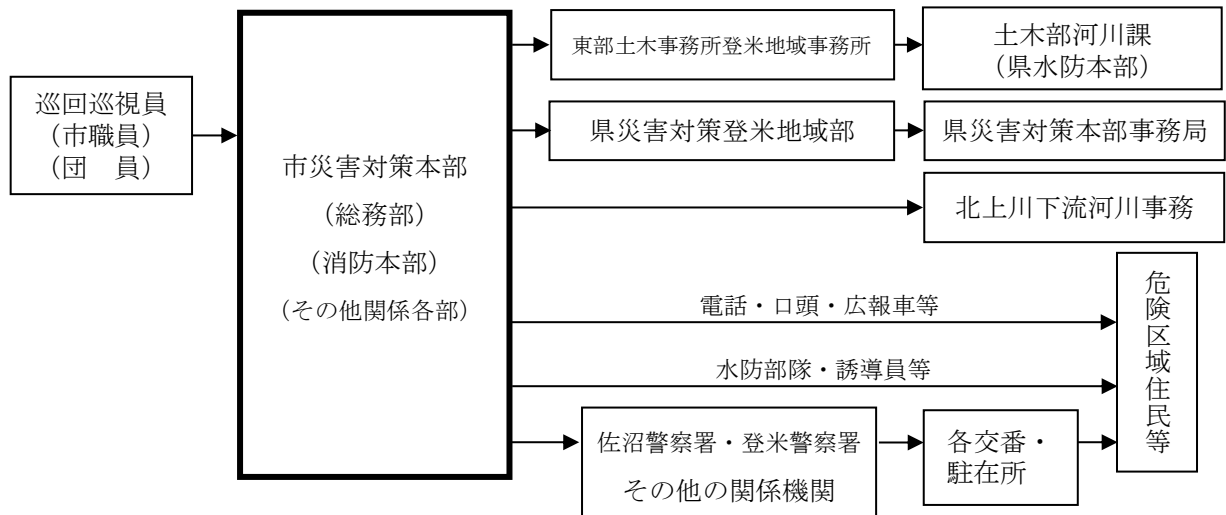 巡回巡視員
（市職員）
（団　員）
市災害対策本部
（総務部）
（消防本部）
（その他関係各部）
東部土木事務所登米地域事務所
土木部河川課
（県水防本部）
県災害対策登米地域部
県災害対策本部事務局
北上川下流河川事務
電話・口頭・広報車等
水防部隊・誘導員等
佐沼警察署・登米警察署
その他の関係機関
各交番・
駐在所
危険区域住民等